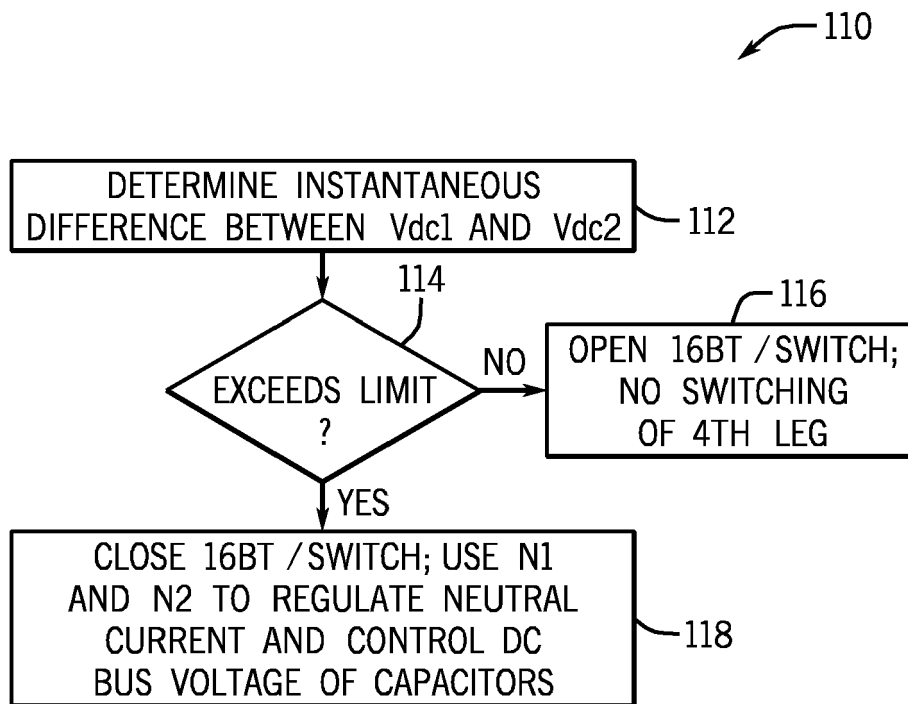 110
DETERMINE INSTANTANEOUS
DIFFERENCE BETWEEN Vdc1 AND Vdc2
112
114
EXCEEDS LIMIT
?
NO
116
OPEN 16BT / SWITCH;
NO SWITCHING
OF 4TH LEG
YES
CLOSE 16BT / SWITCH; USE N1
AND N2 TO REGULATE NEUTRAL
CURRENT AND CONTROL DC
BUS VOLTAGE OF CAPACITORS
118